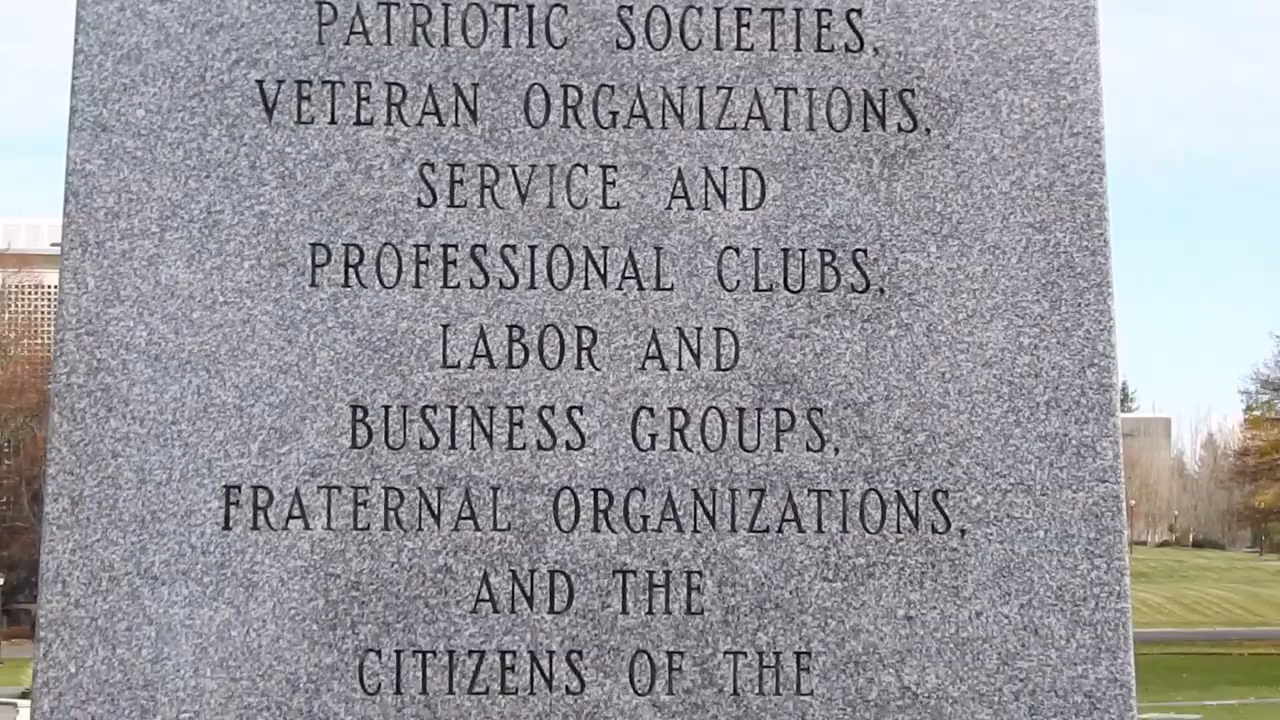 PATRIOTIC SOCIETIES,
VETERAN ORGANIZATIONS,
SERVICE AND
PROFESSIONAL CLUBS,
LABOR AND
BUSINESS GROUPS,
FRATERNAL ORGANIZATIONS,
AND THE
CITIZENS OF THE